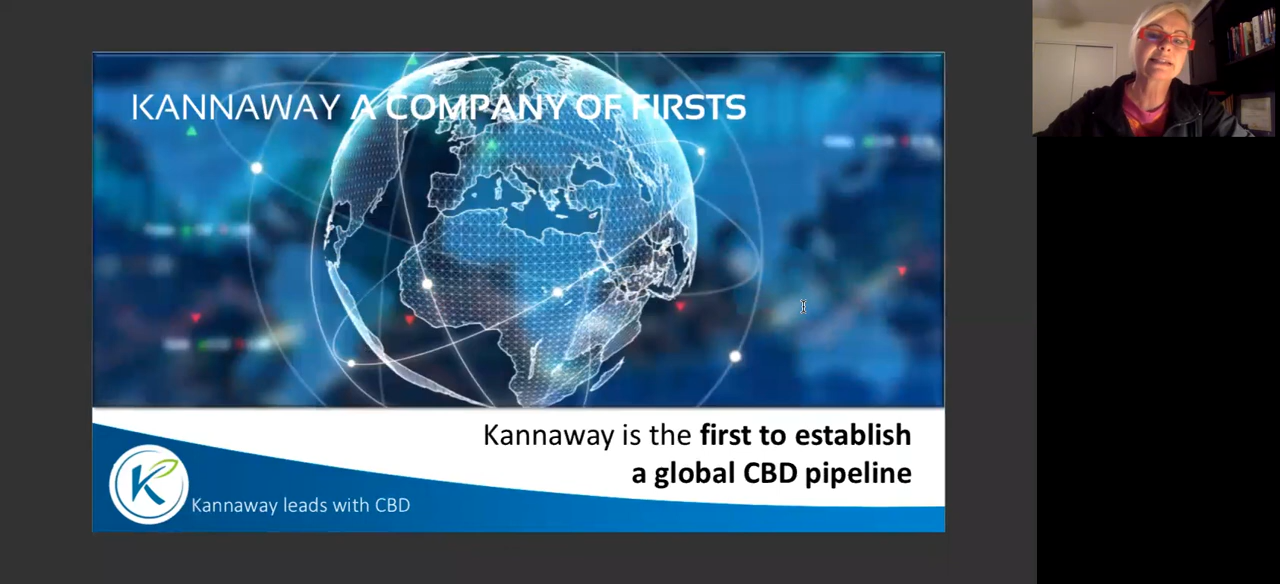 KANNAWAY A COMPANY OF FIRSTS
Kannaway is the first to establish
a global CBD pipeline
Kannaway leads with CBD